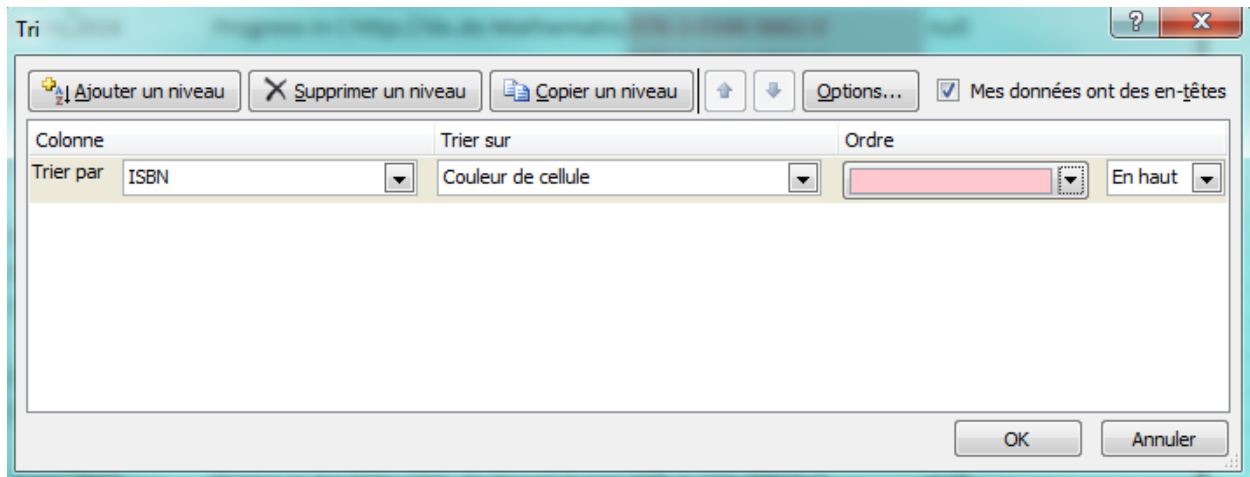 Tri
Ajouter un niveau Supprimer un niveau Copier un niveau Options... Mes données ont des en-têtes
Colonne Trier sur Ordre
Trier par ISBN Couleur de cellule En haut
OK Annuler